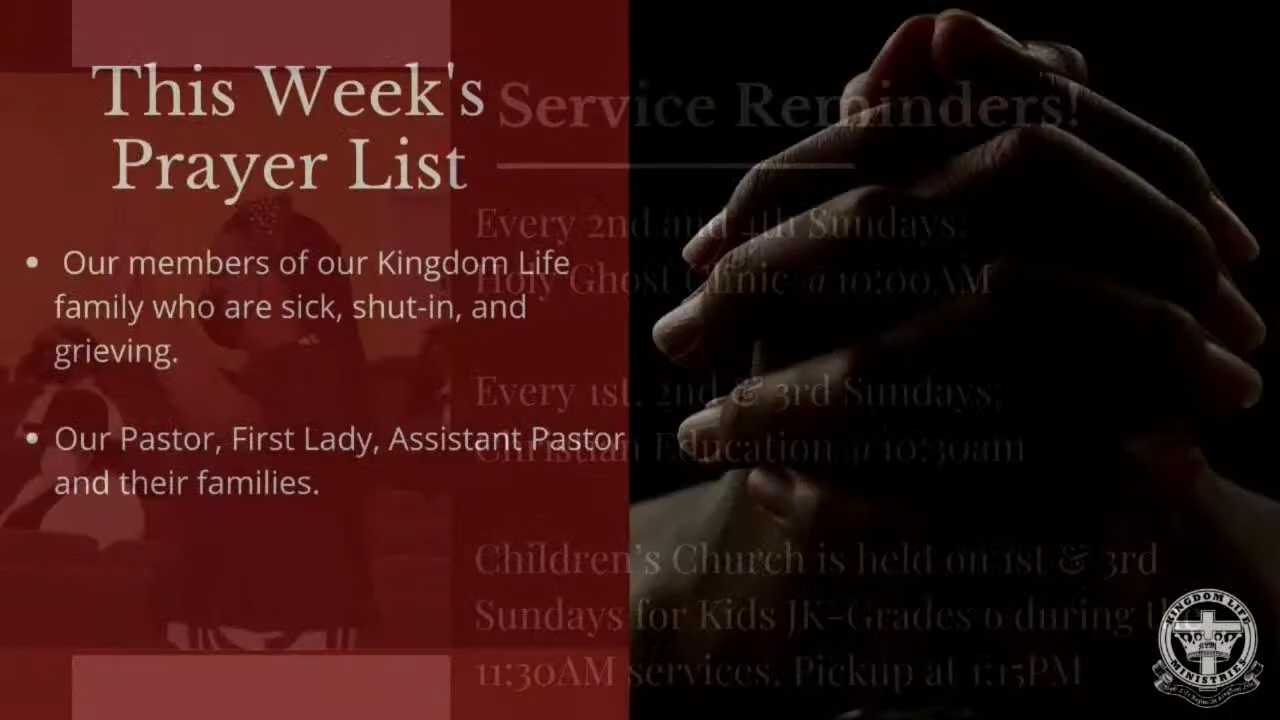 This Week's
Prayer List
• Our members of our Kingdom Life
family who are sick, shut-in, and
grieving.
• Our Pastor, First Lady, Assistant Pastor
and their families.
Service Reminders!
Every 2nd and 4th Sundays:
Holy Ghost Clinic @ 10:00AM
Every 1st, 2nd & 3rd Sundays:
Christian Education @ 10:30am
Children's Church is held on 1st & 3rd
Sundays for Kids JK-Grades 6 during
11:30AM services. Pickup at 1:15PM
KINGDOM LIFE
MINISTRIES